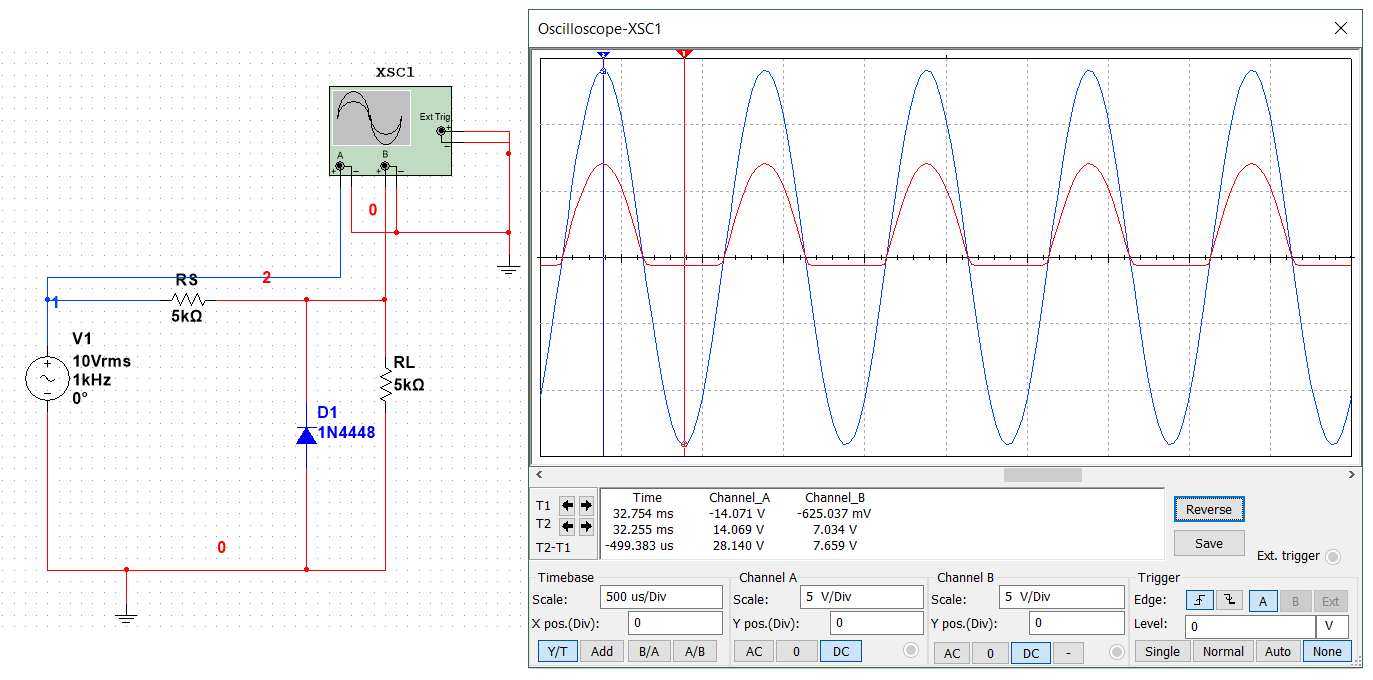 XSC1
Ext Trig
+
−
A
B
+
−
+
−
0
RS
2
1
5kΩ
V1
10Vrms
1kHz
0°
+
−
RL
5kΩ
D1
1N4448
0
Oscilloscope-XSC1
2
1
T1
T2
T2-T1
Time Channel_A Channel_B
32.754 ms -14.071 V -625.037 mV
32.255 ms 14.069 V 7.034 V
-499.383 us 28.140 V 7.659 V
Reverse
Save
Ext. trigger
Timebase
Scale: 500 us/Div
X pos.(Div): 0
Y/T Add B/A A/B
Channel A
Scale: 5 V/Div
Y pos.(Div): 0
AC 0 DC
Channel B
Scale: 5 V/Div
Y pos.(Div): 0
AC 0 DC -
Trigger
Edge: A B Ext
Level: 0 V
Single Normal Auto None